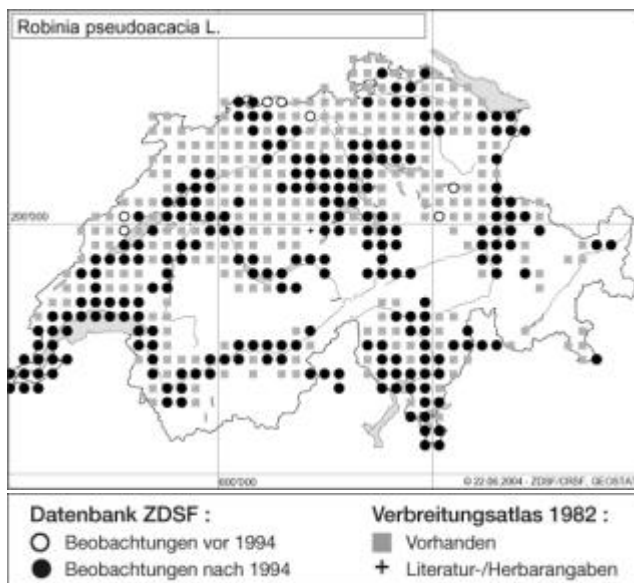 Robinia pseudoacacia L.
200'000
600'000
© 22.06.2004 - ZDSF/CRSF, GEOSTAT
Datenbank ZDSF :
Beobachtungen vor 1994
Beobachtungen nach 1994
Verbreitungsatlas 1982 :
Vorhanden
Literatur-/Herbarangaben